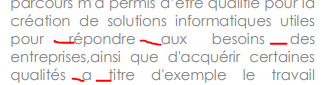 parcours m'a permis d'être qualifié pour la
création de solutions informatiques utiles
pour répondre aux besoins des
entreprises,ainsi que d'acquérir certaines
qualités a titre d'exemple le travail